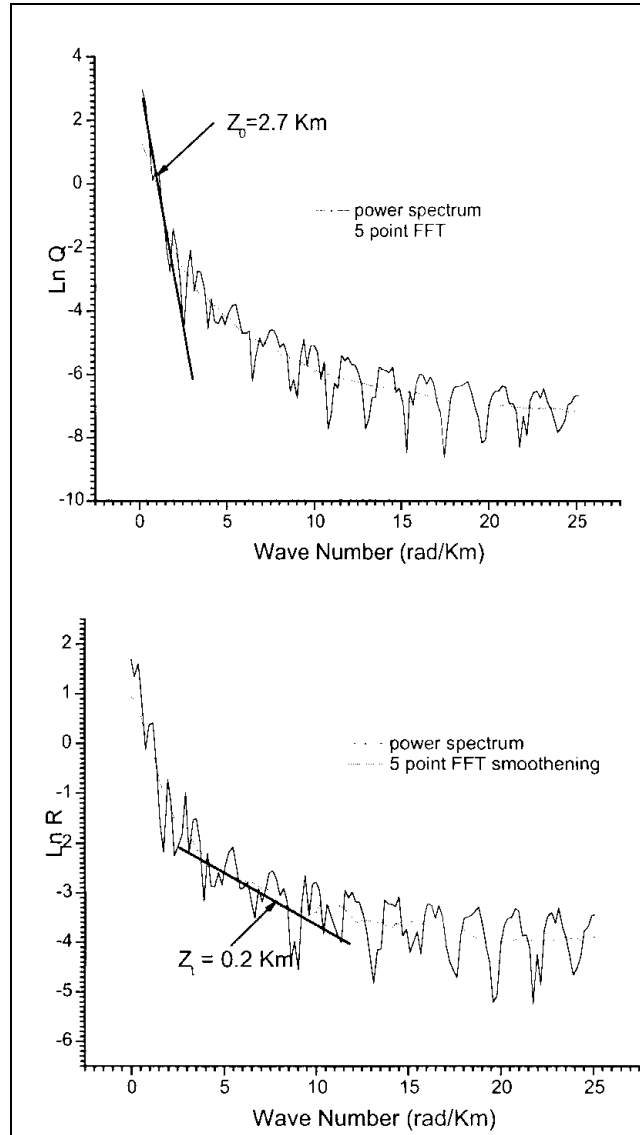 4
2
0
-2
-4
-6
-8
-10
Ln Q
Z0=2.7 Km
power spectrum
5 point FFT
0
5
10
15
20
25
Wave Number (rad/Km)
2
1
0
-1
-2
-3
-4
-5
-6
Ln R
power spectrum
5 point FFT smoothening
Zt = 0.2 Km
0
5
10
15
20
25
Wave Number (rad/Km)